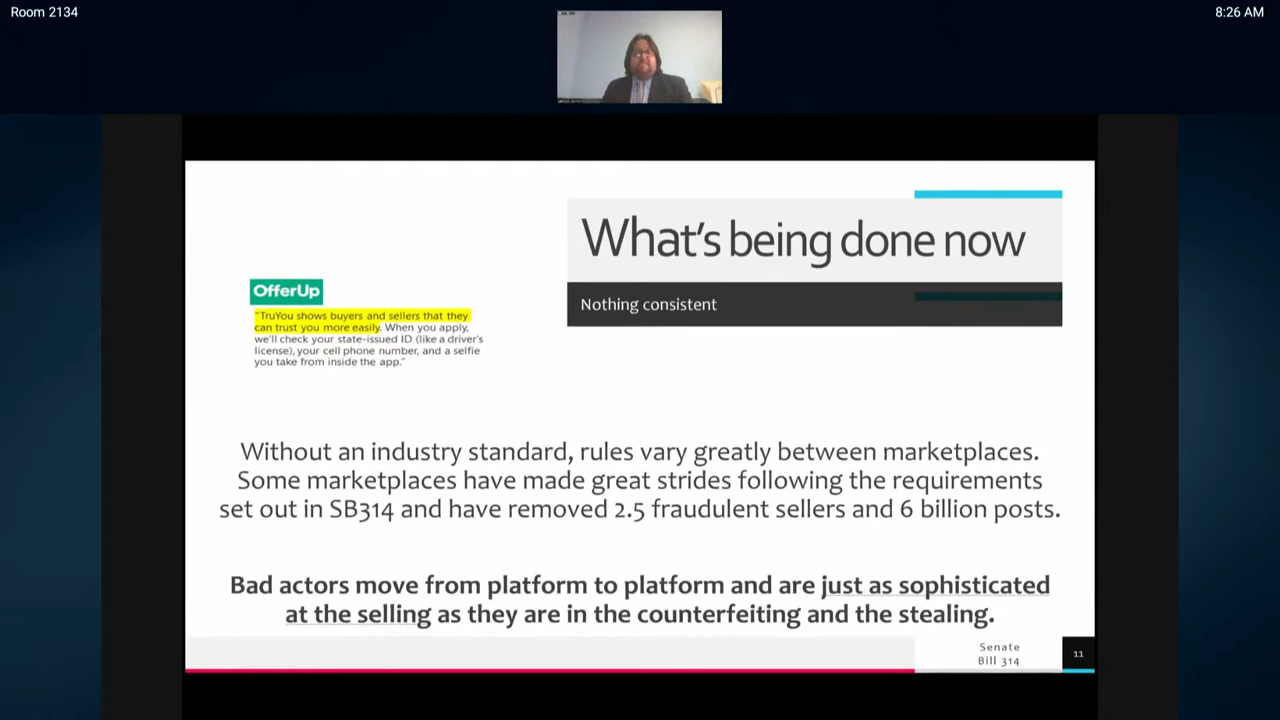 Room 2134
8:26 AM
What's being done now
Nothing consistent
OfferUp
"TruYou shows buyers and sellers that they
can trust you more easily. When you apply,
we'll check your state-issued ID (like a driver's
license), your cell phone number, and a selfie
you take from inside the app."
Without an industry standard, rules vary greatly between marketplaces.
Some marketplaces have made great strides following the requirements
set out in SB314 and have removed 2.5 fraudulent sellers and 6 billion posts.
Bad actors move from platform to platform and are just as sophisticated
at the selling as they are in the counterfeiting and the stealing.
Senate
Bill 314
11